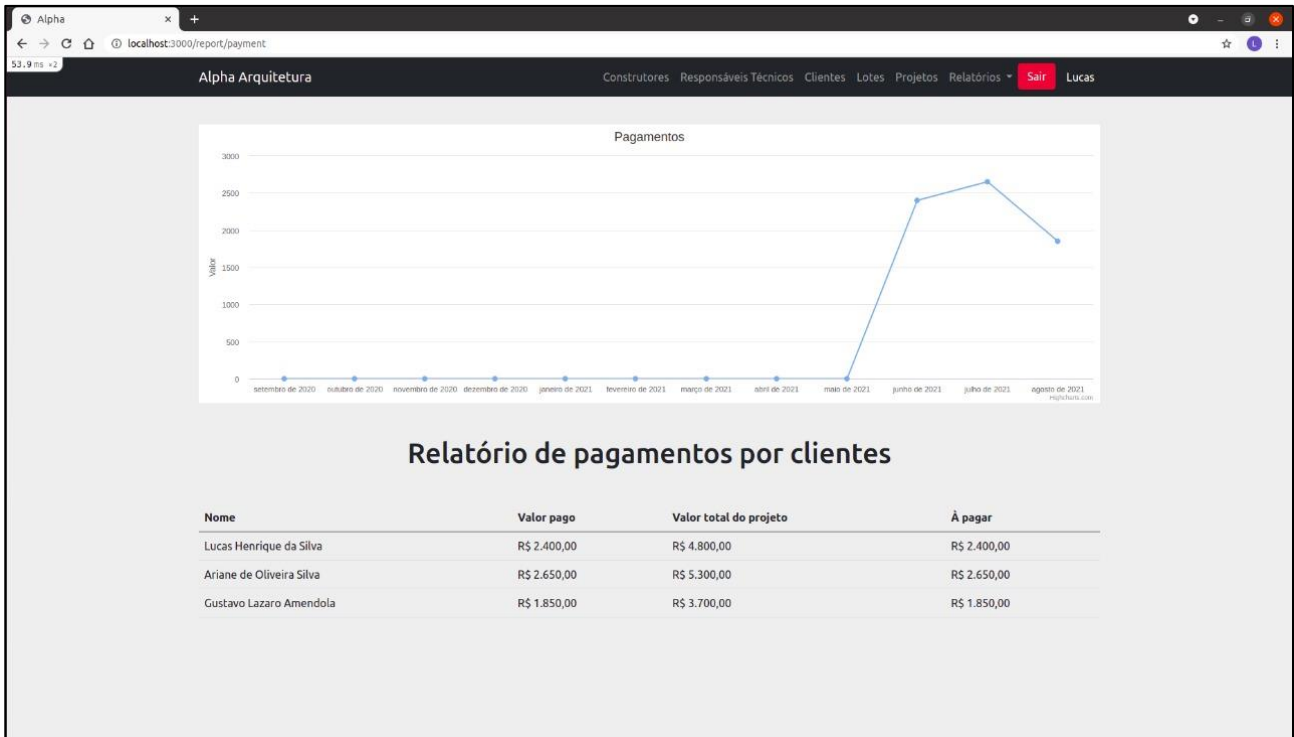 Alpha
localhost:3000/report/payment
53.9 ms ×2
Alpha Arquitetura Construtores Responsáveis Técnicos Clientes Lotes Projetos Relatórios Sair Lucas
Pagamentos
3000
2500
2000
Valor
1500
1000
500
0
setembro de 2020 outubro de 2020 novembro de 2020 dezembro de 2020 janeiro de 2021 fevereiro de 2021 março de 2021 abril de 2021 maio de 2021 junho de 2021 julho de 2021 agosto de 2021
Highcharts.com
Relatório de pagamentos por clientes
Nome Valor pago Valor total do projeto À pagar
Lucas Henrique da Silva R$ 2.400,00 R$ 4.800,00 R$ 2.400,00
Ariane de Oliveira Silva R$ 2.650,00 R$ 5.300,00 R$ 2.650,00
Gustavo Lazaro Amendola R$ 1.850,00 R$ 3.700,00 R$ 1.850,00